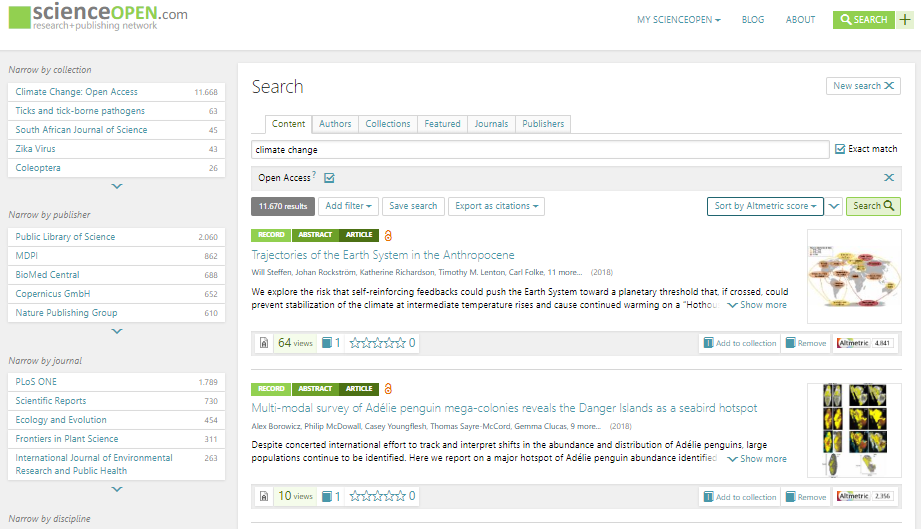 scienceOPEN.com
research+publishing network
MY SCIENCEOPEN
BLOG
ABOUT
SEARCH
Narrow by collection
Climate Change: Open Access 11.668
Ticks and tick-borne pathogens 63
South African Journal of Science 45
Zika Virus 43
Coleoptera 26
Narrow by publisher
Public Library of Science 2.060
MDPI 862
BioMed Central 688
Copernicus GmbH 652
Nature Publishing Group 610
Narrow by journal
PLoS ONE 1.789
Scientific Reports 730
Ecology and Evolution 454
Frontiers in Plant Science 311
International Journal of Environmental 263
Research and Public Health
Narrow by discipline
Search
New search X
Content Authors Collections Featured Journals Publishers
climate change
Exact match
Open Access?
11.670 results Add filter Save search Export as citations Sort by Altmetric score Search
RECORD ABSTRACT ARTICLE
Trajectories of the Earth System in the Anthropocene
Will Steffen, Johan Rockström, Katherine Richardson, Timothy M. Lenton, Carl Folke, 11 more... (2018)
We explore the risk that self-reinforcing feedbacks could push the Earth System toward a planetary threshold that, if crossed, could
prevent stabilization of the climate at intermediate temperature rises and cause continued warming on a "Hothou Show more
64 views 1 0 Add to collection Remove Altmetric 4,841
RECORD ABSTRACT ARTICLE
Multi-modal survey of Adélie penguin mega-colonies reveals the Danger Islands as a seabird hotspot
Alex Borowicz, Philip McDowall, Casey Youngflesh, Thomas Sayre-McCord, Gemma Clucas, 9 more... (2018)
Despite concerted international effort to track and interpret shifts in the abundance and distribution of Adélie penguins, large
populations continue to be identified. Here we report on a major hotspot of Adélie penguin abundance identified Show more
10 views 1 0 Add to collection Remove Altmetric 2,356